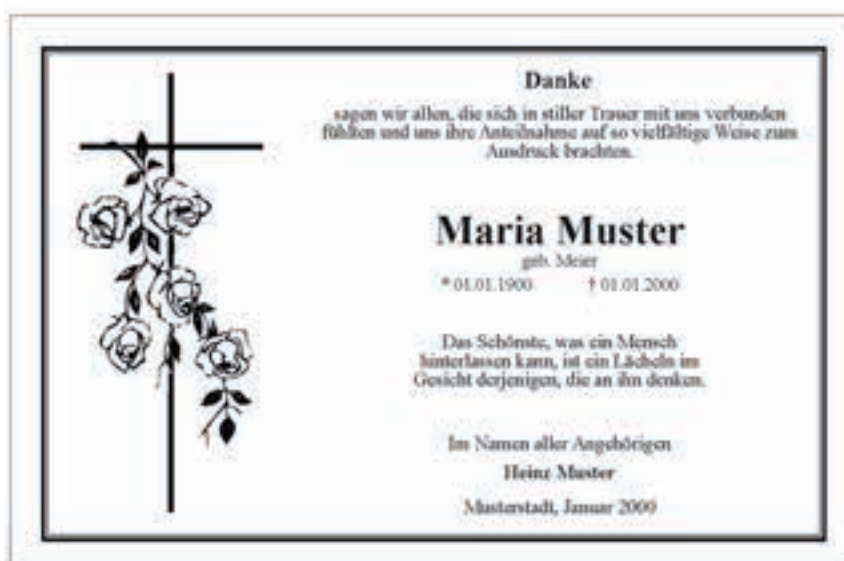 Danke
sagen wir allen, die sich in stiller Trauer mit uns verbunden
fühlten und uns ihre Anteilnahme auf so vielfältige Weise zum
Ausdruck brachten.
Maria Muster
geb. Meier
* 01.01.1900 † 01.01.2000
Das Schönste, was ein Mensch
hinterlassen kann, ist ein Lächeln im
Gesicht derjenigen, die an ihn denken.
Im Namen aller Angehörigen
Heinz Muster
Musterstadt, Januar 2000